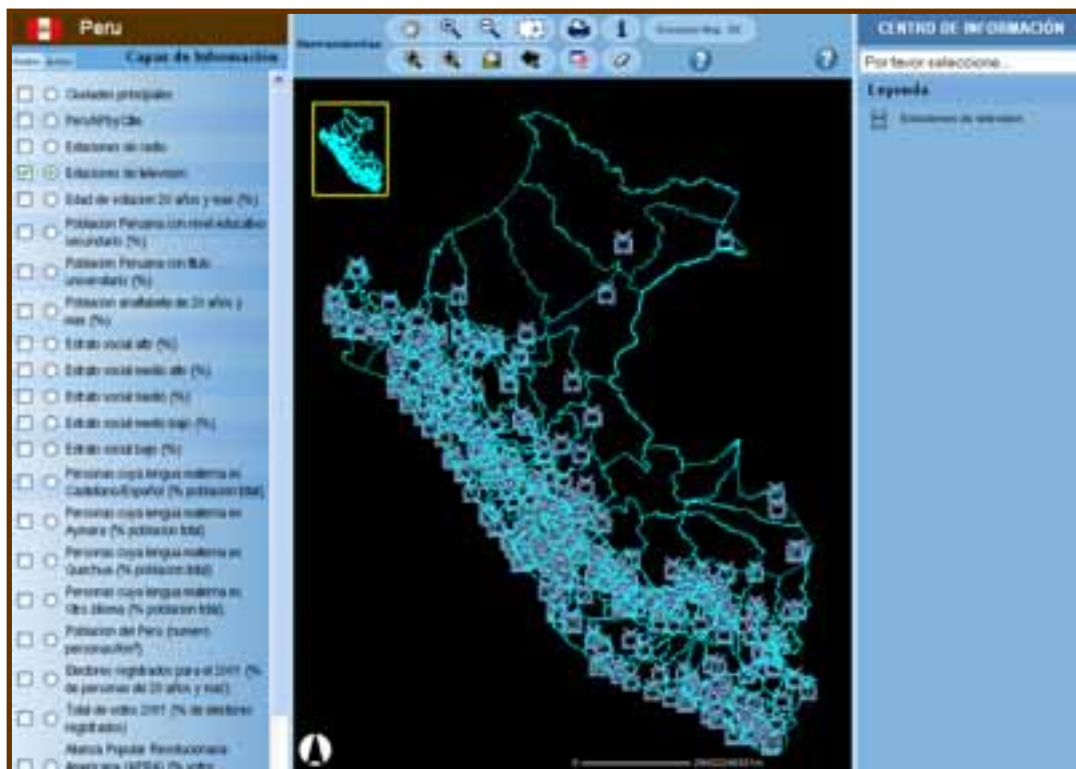 Peru
Capas de Información
Ciudades principales
Estaciones de radio
Estaciones de television
Edad de votacion 20 años y mas (%)
Poblacion Peruana con nivel educativo
secundario (%)
Poblacion Peruana con titulo
universitario (%)
Poblacion analfabeta de 20 años y
mas (%)
Estrato social alto (%)
Estrato social medio alto (%)
Estrato social medio (%)
Estrato social medio bajo (%)
Estrato social bajo (%)
Personas cuya lengua materna es
Castellano/Español (% poblacion total)
Personas cuya lengua materna es
Aymara (% poblacion total)
Personas cuya lengua materna es
Quechua (% poblacion total)
Personas cuya lengua materna es
Otro Idioma (% poblacion total)
Poblacion del Perú (numero
personas/Km²)
Electores registrados para el 2001 (%
de personas de 20 años y mas)
Total de votos 2001 (% de electores
registrados)
Alianza Popular Revolucionaria
Americana (APRA) (% votos
Herramientas
CENTRO DE INFORMACIÓN
Por favor seleccione...
Leyenda
Estaciones de television